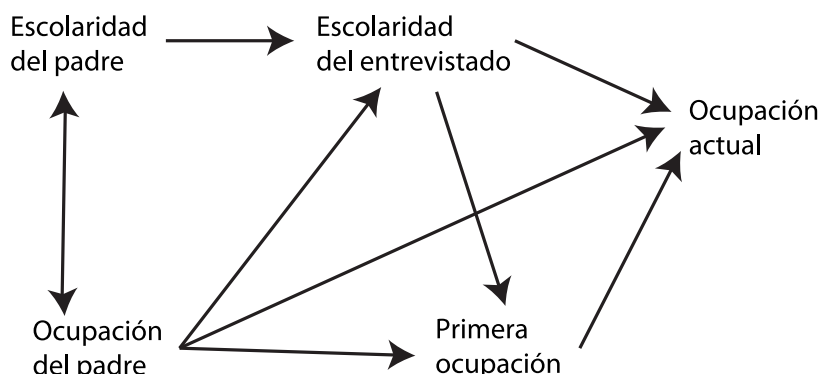 Escolaridad
del padre
Escolaridad
del entrevistado
Ocupación
actual
Ocupación
del padre
Primera
ocupación